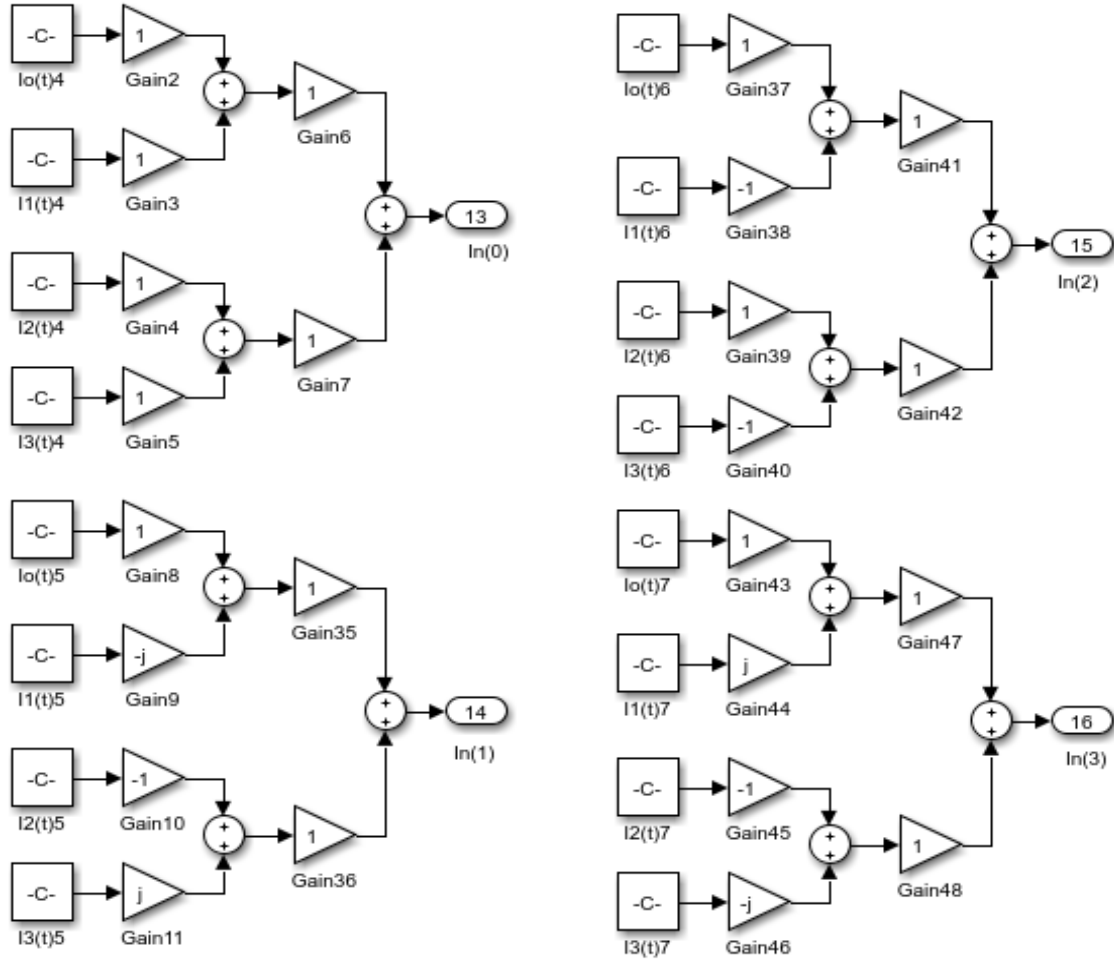 -C-
Io(t)4
1
Gain2
+
+
1
Gain6
-C-
I1(t)4
1
Gain3
+
+
13
In(0)
-C-
I2(t)4
1
Gain4
+
+
1
Gain7
-C-
I3(t)4
1
Gain5
-C-
Io(t)5
1
Gain8
+
+
1
Gain35
-C-
I1(t)5
-j
Gain9
+
+
14
In(1)
-C-
I2(t)5
-1
Gain10
+
+
1
Gain36
-C-
I3(t)5
j
Gain11
-C-
Io(t)6
1
Gain37
+
+
1
Gain41
-C-
I1(t)6
-1
Gain38
+
+
15
In(2)
-C-
I2(t)6
1
Gain39
+
+
1
Gain42
-C-
I3(t)6
-1
Gain40
-C-
Io(t)7
1
Gain43
+
+
1
Gain47
-C-
I1(t)7
j
Gain44
+
+
16
In(3)
-C-
I2(t)7
-1
Gain45
+
+
1
Gain48
-C-
I3(t)7
-j
Gain46